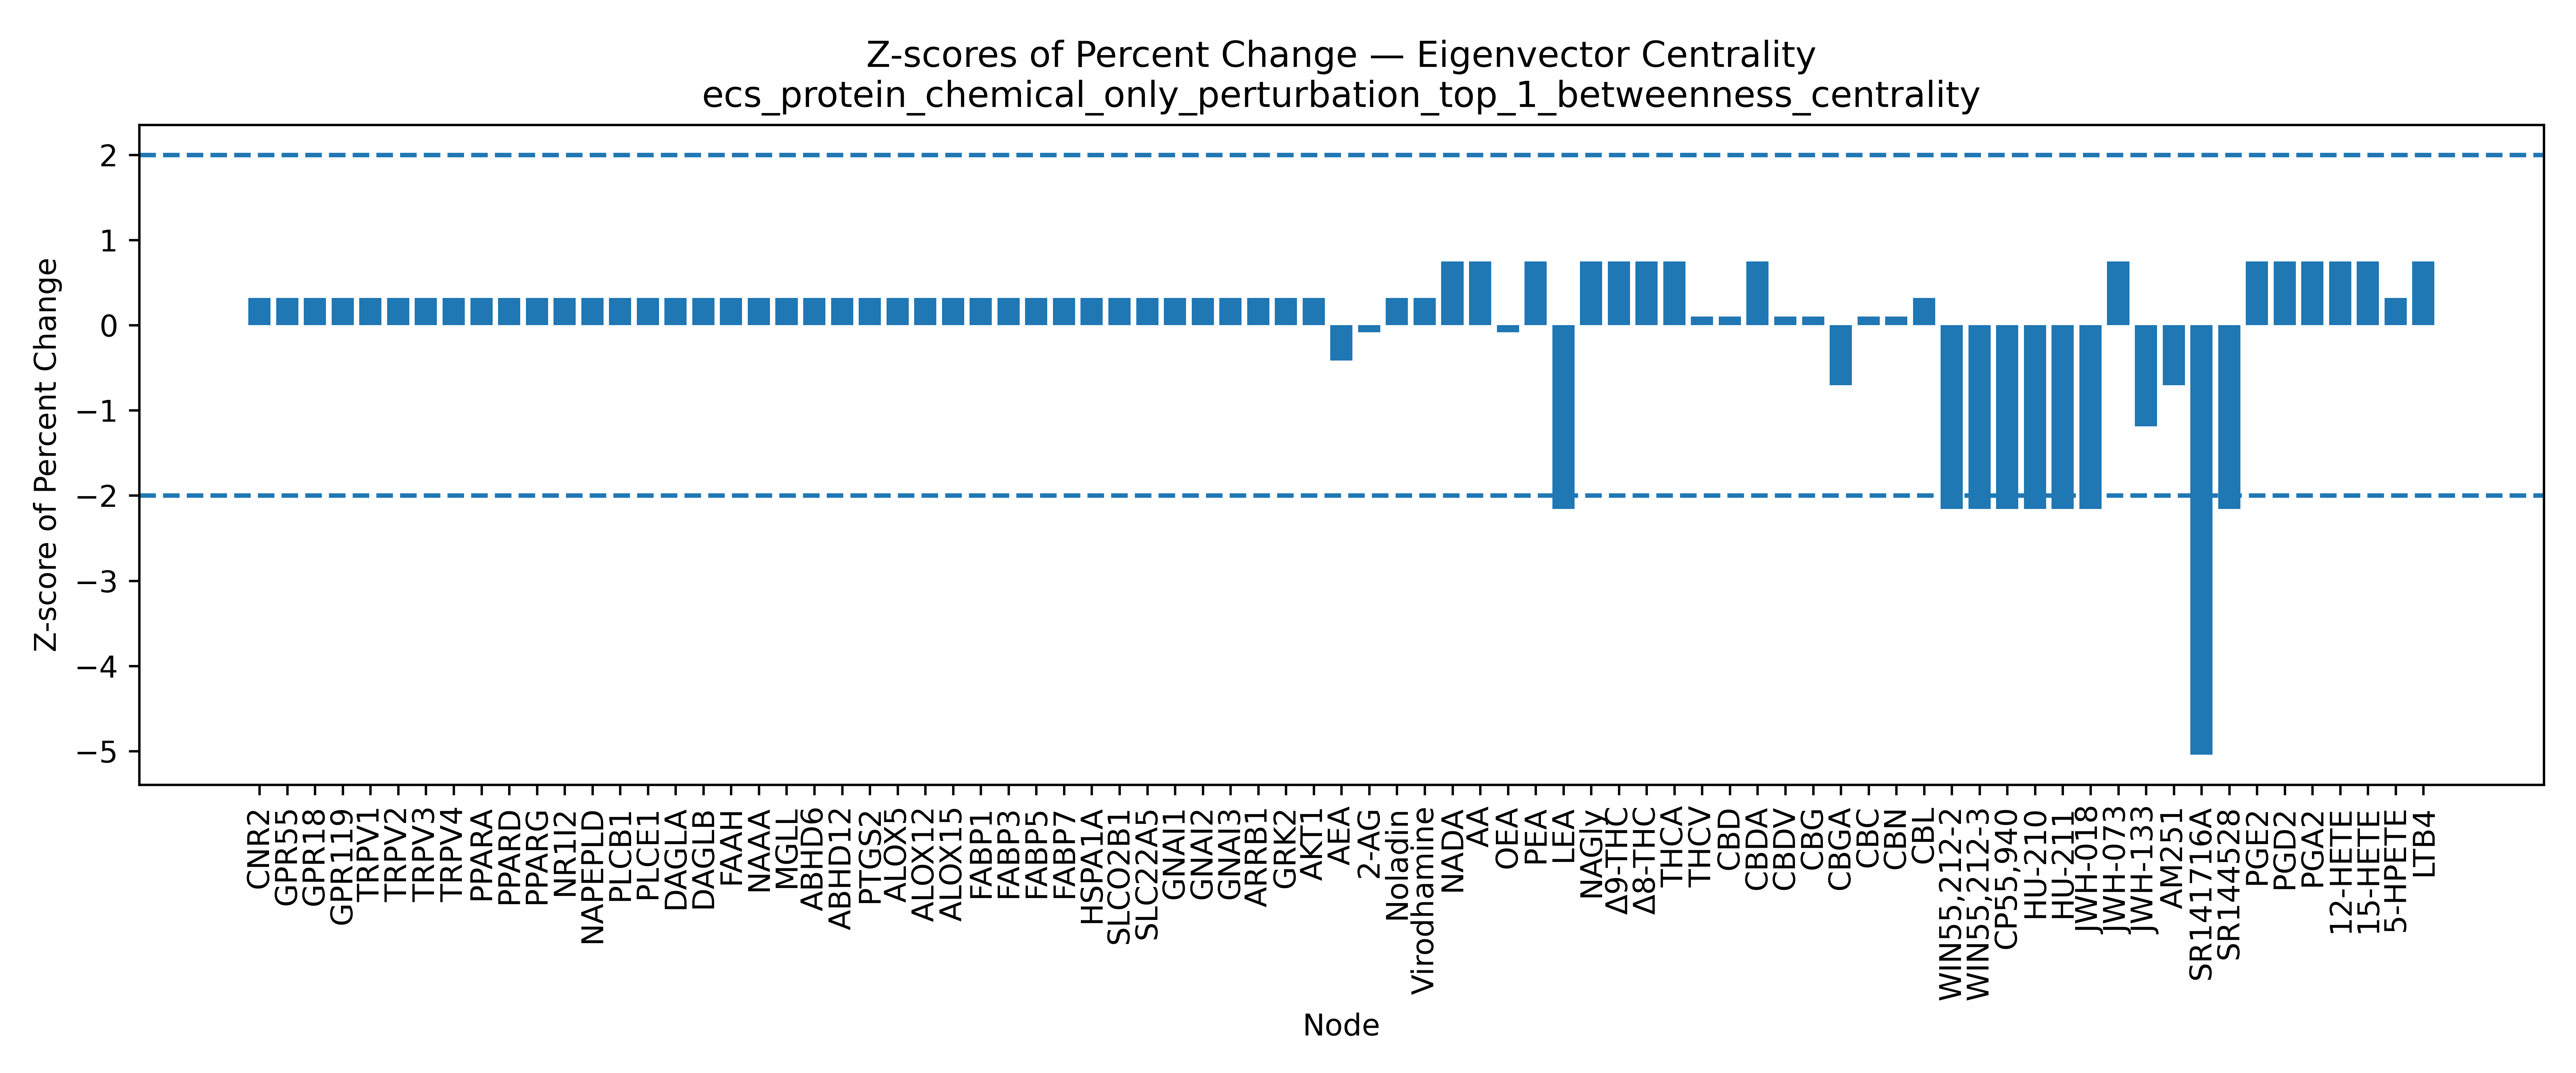 Z-scores of Percent Change — Eigenvector Centrality
ecs_protein_chemical_only_perturbation_top_1_betweenness_centrality
Z-score of Percent Change
2
1
0
−1
−2
−3
−4
−5
CNR2
GPR55
GPR18
GPR119
TRPV1
TRPV2
TRPV3
TRPV4
PPARA
PPARD
PPARG
NR1I2
NAPEPLD
PLCB1
PLCE1
DAGLA
DAGLB
FAAH
NAAA
MGLL
ABHD6
ABHD12
PTGS2
ALOX5
ALOX12
ALOX15
FABP1
FABP3
FABP5
FABP7
HSPA1A
SLCO2B1
SLC22A5
GNAI1
GNAI2
GNAI3
ARRB1
GRK2
AKT1
AEA
2-AG
Noladin
Virodhamine
NADA
AA
OEA
PEA
LEA
NAGly
Δ9-THC
Δ8-THC
THCA
THCV
CBD
CBDA
CBDV
CBG
CBGA
CBC
CBN
CBL
WIN55,212-2
WIN55,212-3
CP55,940
HU-210
HU-211
JWH-018
JWH-073
JWH-133
AM251
SR141716A
SR144528
PGE2
PGD2
PGA2
12-HETE
15-HETE
5-HPETE
LTB4
Node